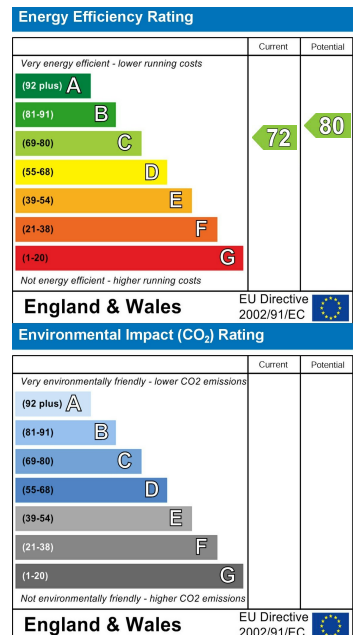 Energy Efficiency Rating
Current Potential
Very energy efficient - lower running costs
(92 plus) A
(81-91) B
(69-80) C
72 80
(55-68) D
(39-54) E
(21-38) F
(1-20) G
Not energy efficient - higher running costs
England & Wales
EU Directive
2002/91/EC
Environmental Impact (CO₂) Rating
Current Potential
Very environmentally friendly - lower CO2 emissions
(92 plus) A
(81-91) B
(69-80) C
(55-68) D
(39-54) E
(21-38) F
(1-20) G
Not environmentally friendly - higher CO2 emissions
England & Wales
EU Directive
2002/91/EC